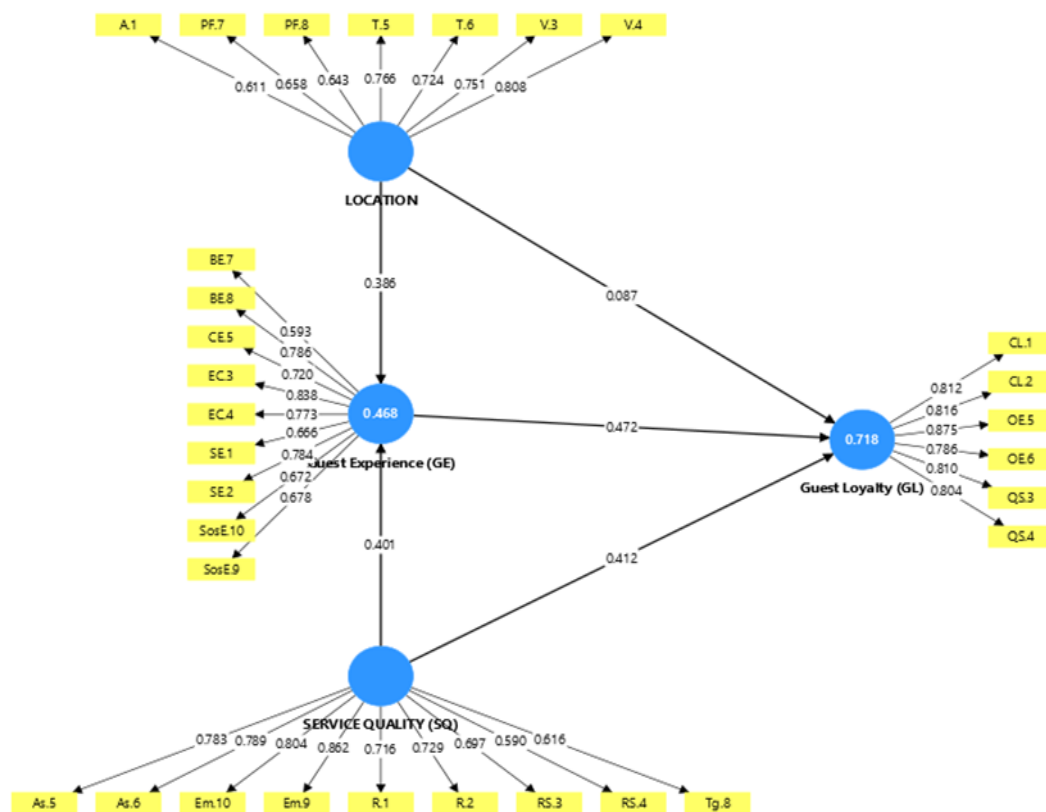 A.1 PF.7 PF.8 T.5 T.6 V.3 V.4
0.611 0.658 0.643 0.766 0.724 0.751 0.808
LOCATION
0.386
0.087
BE.7
BE.8
CE.5
EC.3
EC.4
SE.1
SE.2
SosE.10
SosE.9
0.593
0.786
0.720
0.838
0.773
0.666
0.784
0.672
0.678
0.468
Guest Experience (GE)
0.472
0.718
Guest Loyalty (GL)
0.812
0.816
0.875
0.786
0.810
0.804
CL.1
CL.2
OE.5
OE.6
QS.3
QS.4
0.401
0.412
SERVICE QUALITY (SQ)
0.783 0.789 0.804 0.862 0.716 0.729 0.697 0.590 0.616
As.5 As.6 Em.10 Em.9 R.1 R.2 RS.3 RS.4 Tg.8